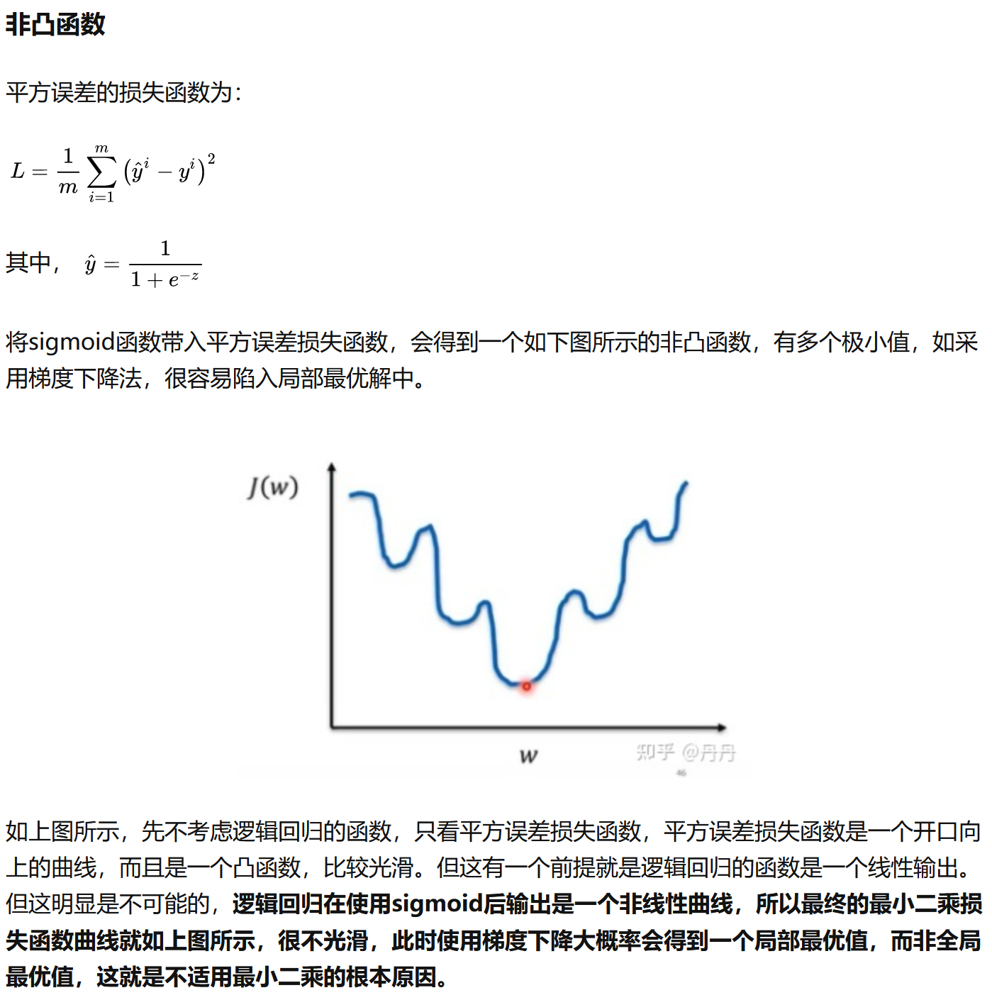 非凸函数
平方误差的损失函数为：
L = \frac{1}{m} \sum_{i=1}^{m} (\hat{y}^i - y^i)^2
其中， \hat{y} = \frac{1}{1 + e^{-z}}
将sigmoid函数带入平方误差损失函数，会得到一个如下图所示的非凸函数，有多个极小值，如采
用梯度下降法，很容易陷入局部最优解中。
J(w)
w
知乎 @丹丹
46
如上图所示，先不考虑逻辑回归的函数，只看平方误差损失函数，平方误差损失函数是一个开口向
上的曲线，而且是一个凸函数，比较光滑。但这有一个前提就是逻辑回归的函数是一个线性输出。
但这明显是不可能的，逻辑回归在使用sigmoid后输出是一个非线性曲线，所以最终的最小二乘损
失函数曲线就如上图所示，很不光滑，此时使用梯度下降大概率会得到一个局部最优值，而非全局
最优值，这就是不适用最小二乘的根本原因。